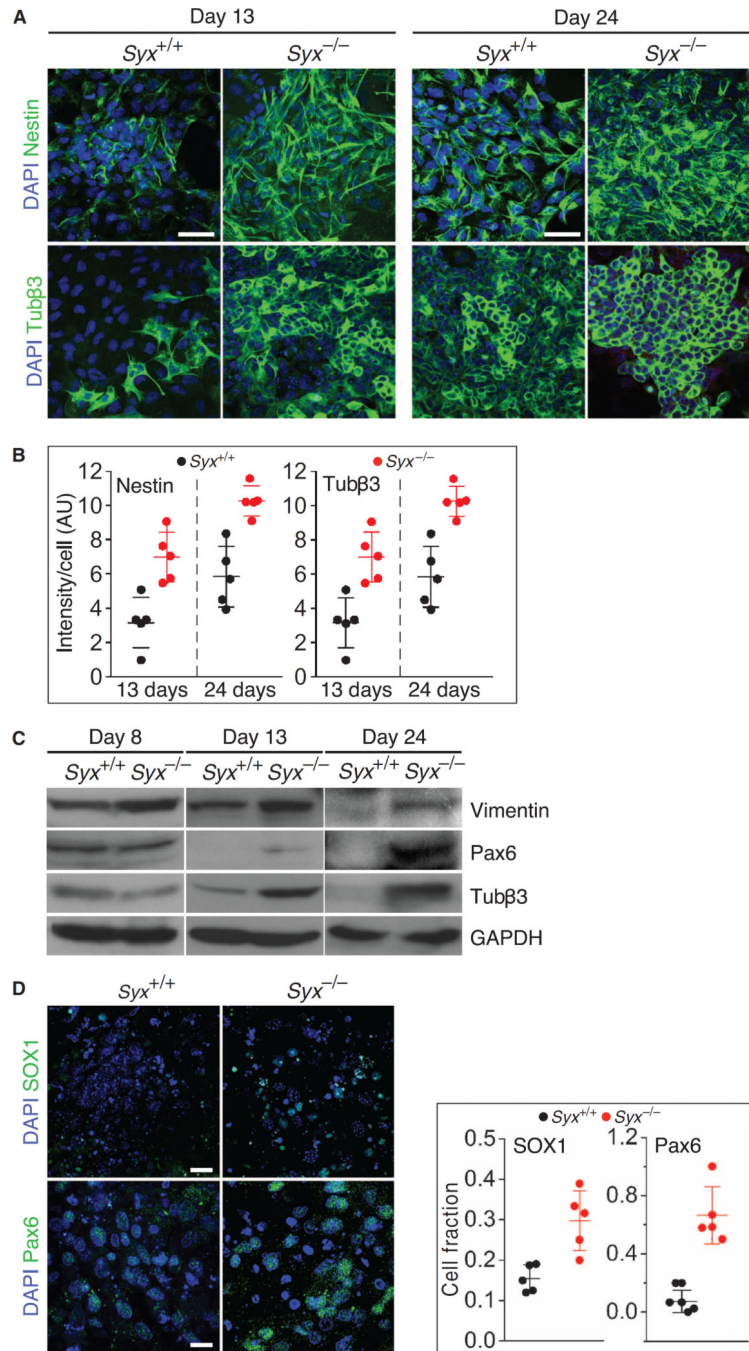 A
Day 13 Day 24
Syx+/+ Syx−/− Syx+/+ Syx−/−
DAPI Nestin
DAPI Tubβ3
B
Syx+/+ Syx−/−
Intensity/cell (AU)
12 Nestin 12 Tubβ3
10 10
8 8
6 6
4 4
2 2
0 0
13 days 24 days 13 days 24 days
C
Day 8 Day 13 Day 24
Syx+/+ Syx−/− Syx+/+ Syx−/− Syx+/+ Syx−/−
Vimentin
Pax6
Tubβ3
GAPDH
D
Syx+/+ Syx−/−
DAPI SOX1
DAPI Pax6
Syx+/+ Syx−/−
Cell fraction
0.5 SOX1 1.2 Pax6
0.4
0.3 0.6
0.2
0.1 0.0
0.0